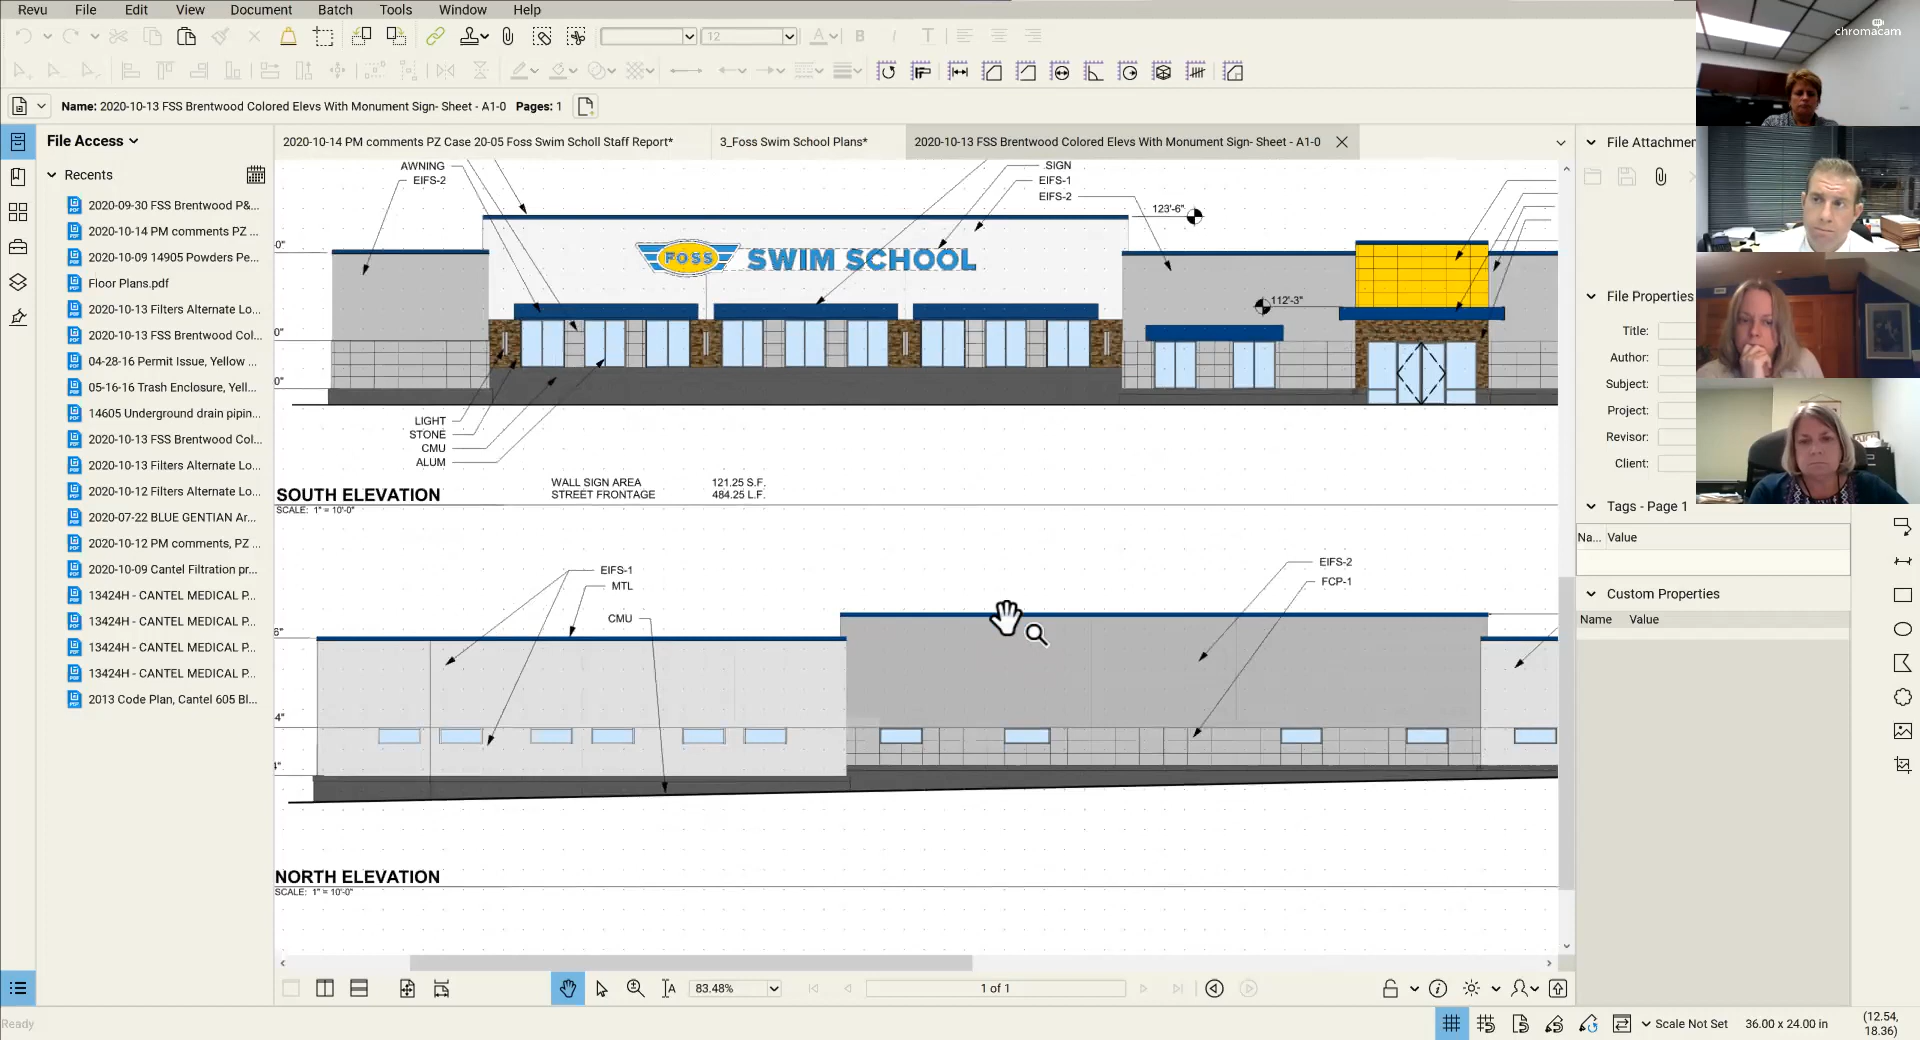 Revu File Edit View Document Batch Tools Window Help
chromacam
12
Name: 2020-10-13 FSS Brentwood Colored Elevs With Monument Sign- Sheet - A1-0 Pages: 1
File Access
2020-10-14 PM comments PZ Case 20-05 Foss Swim Scholl Staff Report*
3_Foss Swim School Plans*
2020-10-13 FSS Brentwood Colored Elevs With Monument Sign- Sheet - A1-0
File Attachmen
Recents
2020-09-30 FSS Brentwood P&...
2020-10-14 PM comments PZ ...
2020-10-09 14905 Powders Pe...
Floor Plans.pdf
2020-10-13 Filters Alternate Lo...
2020-10-13 FSS Brentwood Col...
04-28-16 Permit Issue, Yellow ...
05-16-16 Trash Enclosure, Yell...
14605 Underground drain pipin...
2020-10-13 FSS Brentwood Col...
2020-10-13 Filters Alternate Lo...
2020-10-12 Filters Alternate Lo...
2020-07-22 BLUE GENTIAN Ar...
2020-10-12 PM comments, PZ ...
2020-10-09 Cantel Filtration pr...
13424H - CANTEL MEDICAL P...
13424H - CANTEL MEDICAL P...
13424H - CANTEL MEDICAL P...
13424H - CANTEL MEDICAL P...
2013 Code Plan, Cantel 605 Bl...
AWNING
EIFS-2
SIGN
EIFS-1
EIFS-2
123'-6"
FOSS SWIM SCHOOL
112'-3"
0"
0"
0"
LIGHT
STONE
CMU
ALUM
WALL SIGN AREA 121.25 S.F.
STREET FRONTAGE 484.25 L.F.
SOUTH ELEVATION
SCALE: 1" = 10'-0"
EIFS-1
MTL
CMU
EIFS-2
FCP-1
6"
4"
4"
NORTH ELEVATION
SCALE: 1" = 10'-0"
File Properties
Title:
Author:
Subject:
Project:
Revisor:
Client:
Tags - Page 1
Na... Value
Custom Properties
Name Value
83.48%
1 of 1
Ready
Scale Not Set
36.00 x 24.00 in
(12.54,
18.36)